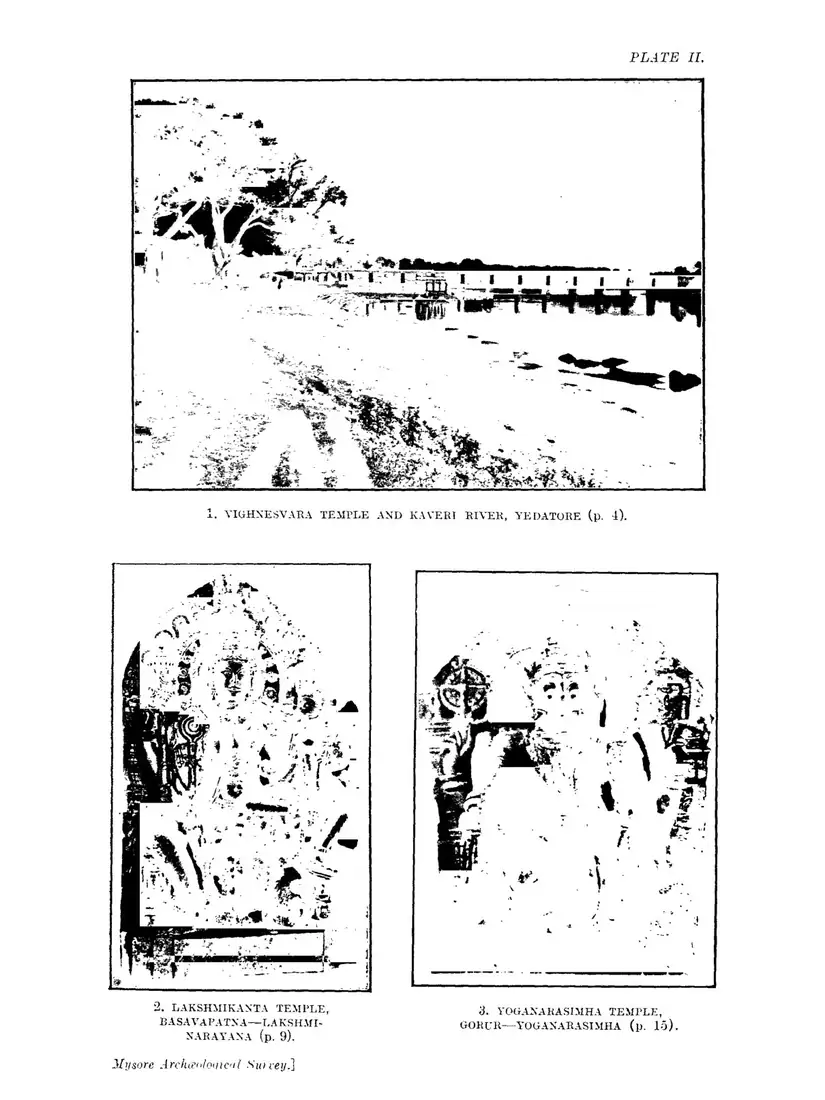 PLATE II.
1. VIGHNESVARA TEMPLE AND KAVERI RIVER, YEDATORE (p. 4).
2. LAKSHMIKANTA TEMPLE,
BASAVAPATNA—LAKSHMI-
NARAYANA (p. 9).
3. YOGANARASIMHA TEMPLE,
GORUR—YOGANARASIMHA (p. 15).
Mysore Archæological Survey.]